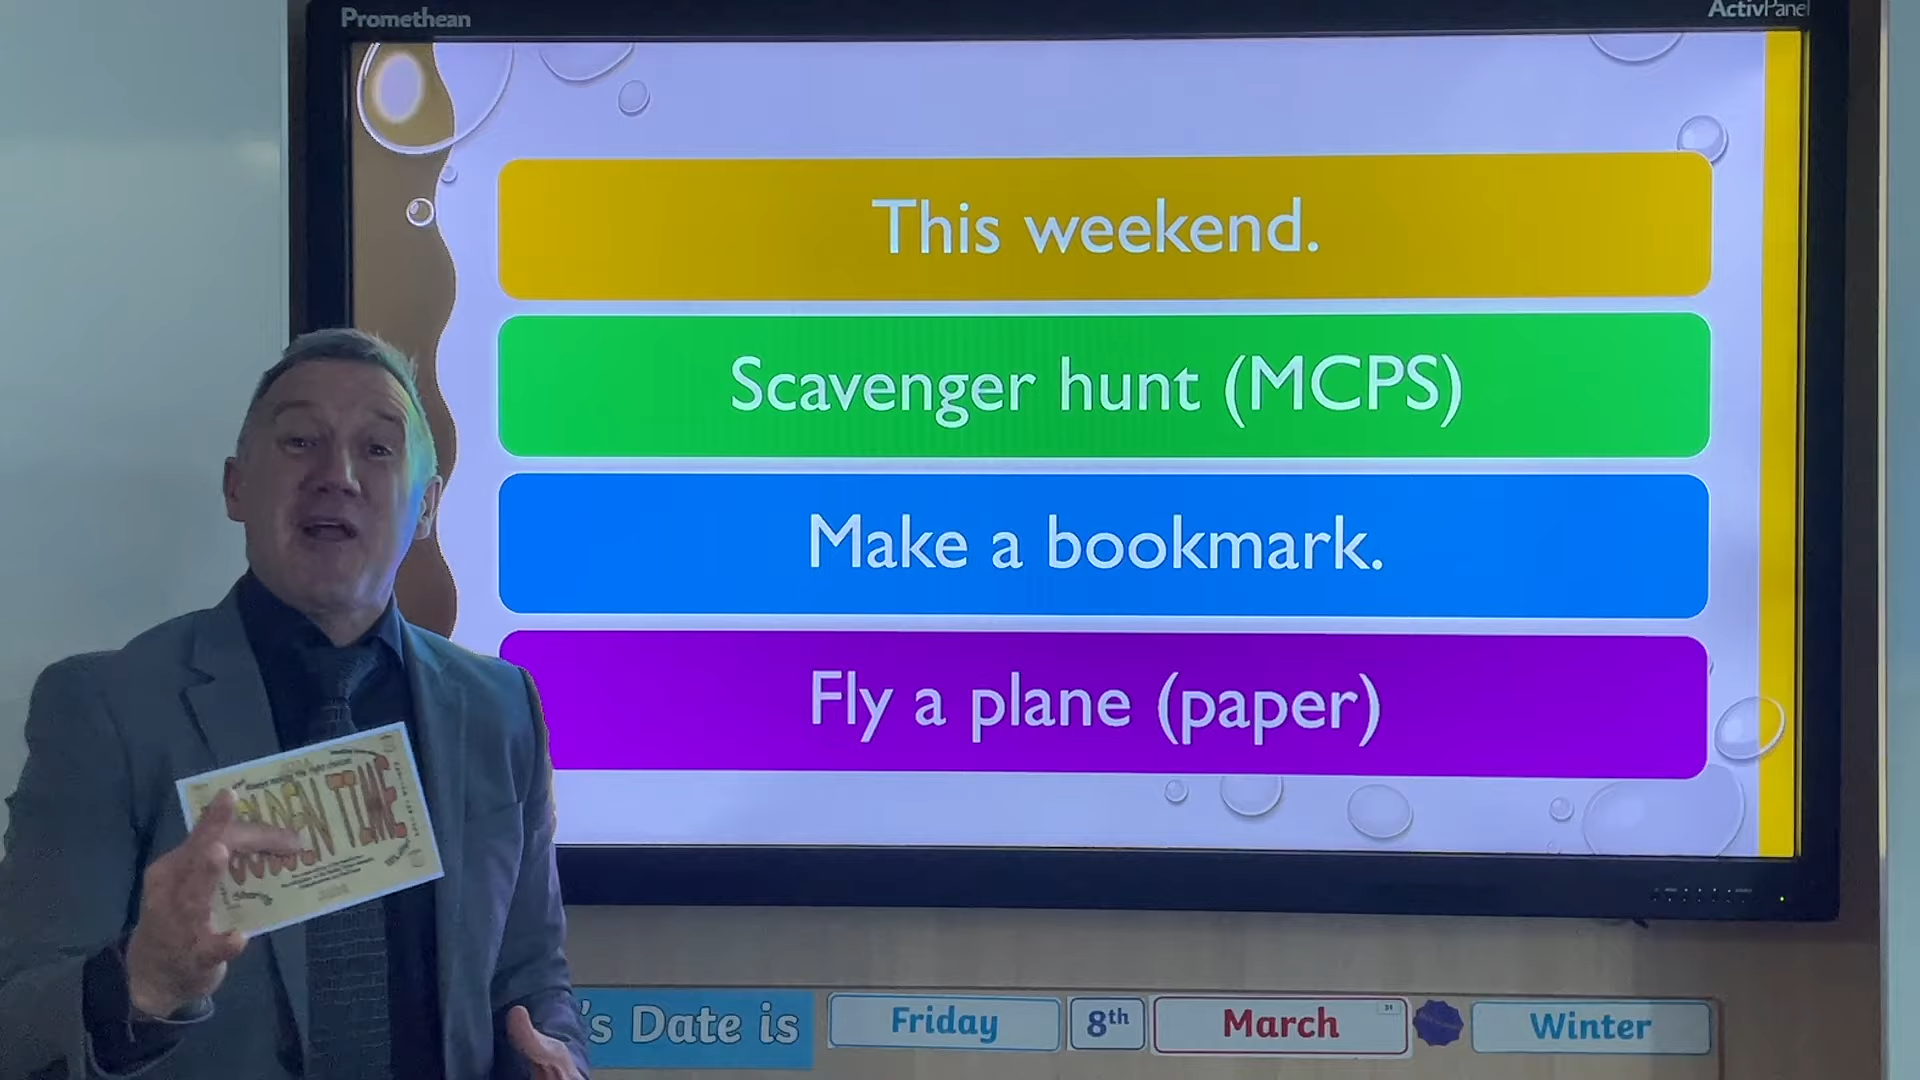 Promethean
ActivPanel
This weekend.
Scavenger hunt (MCPS)
Make a bookmark.
Fly a plane (paper)
GOLDEN TIME
's Date is
Friday
8th
March
31
Winter